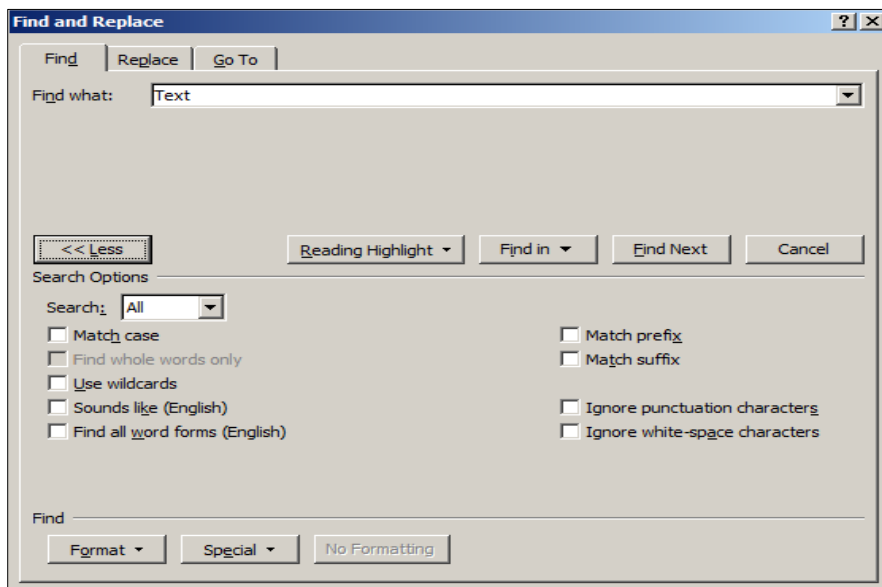 Find and Replace
Find Replace Go To
Find what: Text
<< Less Reading Highlight Find in Find Next Cancel
Search Options
Search: All
Match case Match prefix
Find whole words only Match suffix
Use wildcards
Sounds like (English) Ignore punctuation characters
Find all word forms (English) Ignore white-space characters
Find
Format Special No Formatting